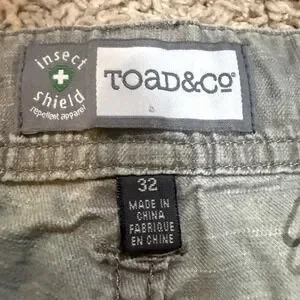 insect
shield
repellent apparel
TOAD&CO
32
MADE IN
CHINA
FABRIQUE
EN CHINE